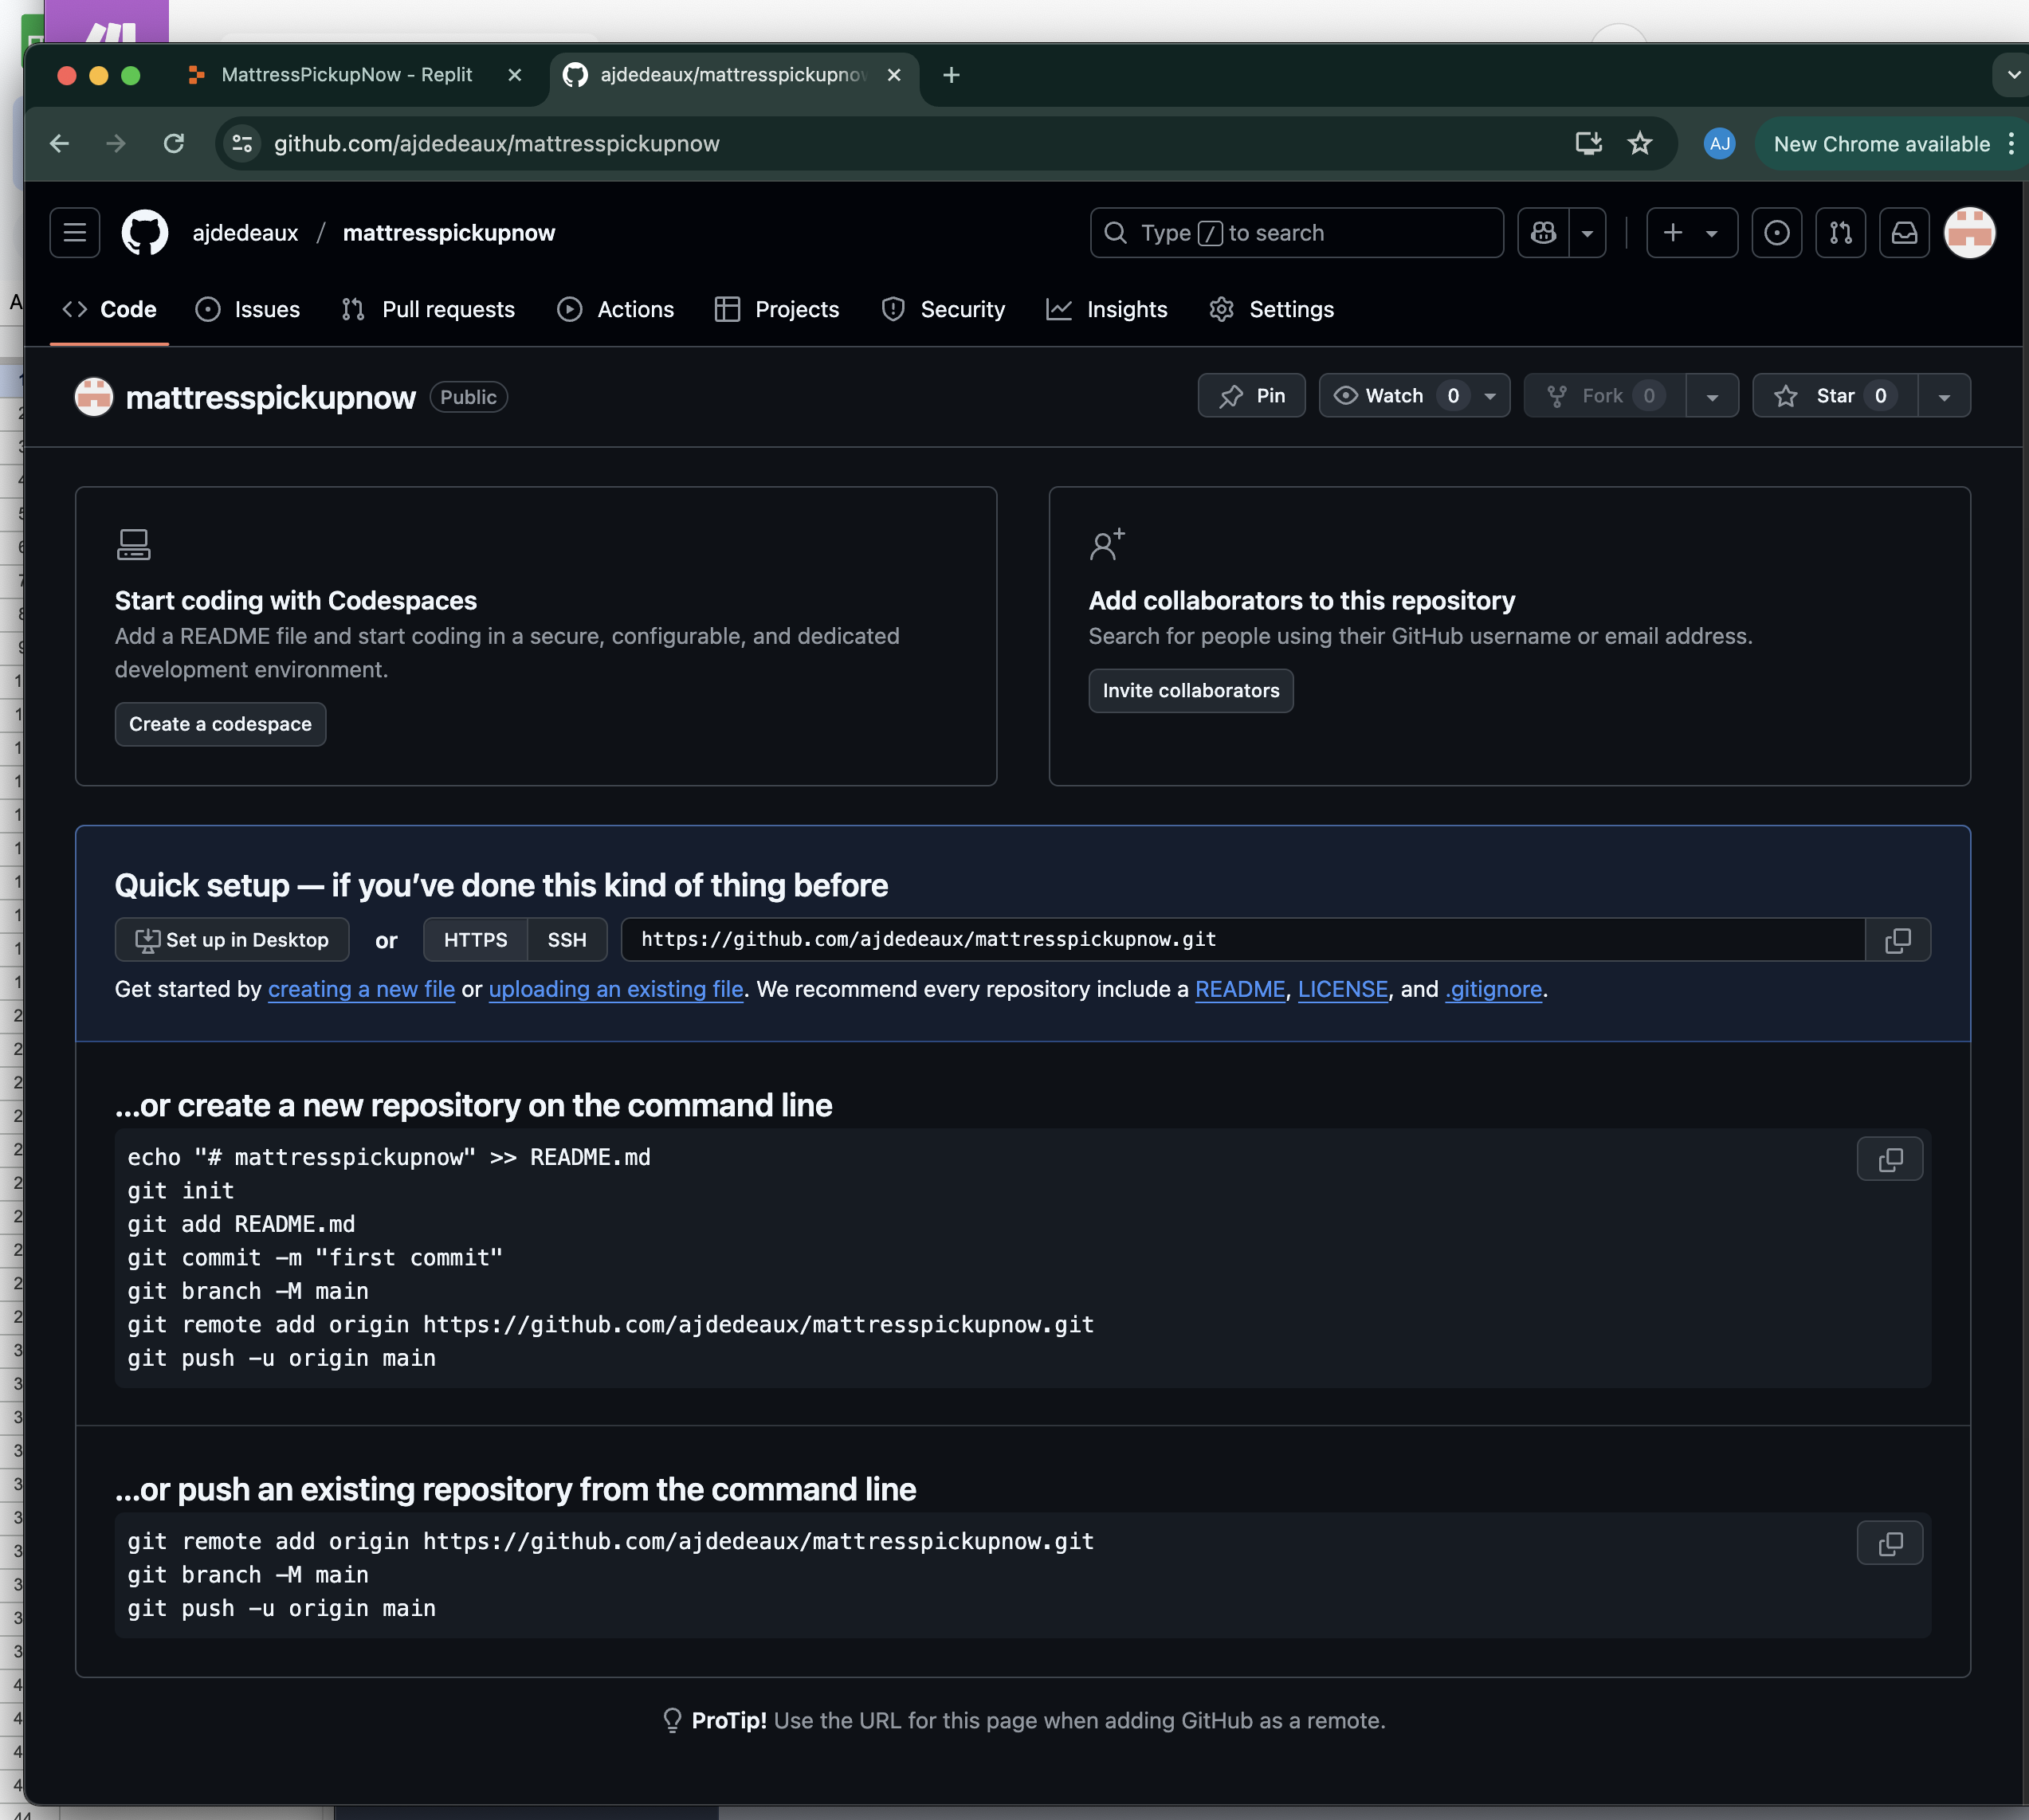 MattressPickupNow - Replit
ajdedeaux/mattresspickupnow
github.com/ajdedeaux/mattresspickupnow
AJ
New Chrome available
ajdedeaux / mattresspickupnow
Type / to search
Code
Issues
Pull requests
Actions
Projects
Security
Insights
Settings
mattresspickupnow
Public
Pin
Watch 0
Fork 0
Star 0
Start coding with Codespaces
Add a README file and start coding in a secure, configurable, and dedicated
development environment.
Create a codespace
Add collaborators to this repository
Search for people using their GitHub username or email address.
Invite collaborators
Quick setup — if you’ve done this kind of thing before
Set up in Desktop or HTTPS SSH https://github.com/ajdedeaux/mattresspickupnow.git
Get started by creating a new file or uploading an existing file. We recommend every repository include a README, LICENSE, and .gitignore.
…or create a new repository on the command line
echo "# mattresspickupnow" >> README.md
git init
git add README.md
git commit -m "first commit"
git branch -M main
git remote add origin https://github.com/ajdedeaux/mattresspickupnow.git
git push -u origin main
…or push an existing repository from the command line
git remote add origin https://github.com/ajdedeaux/mattresspickupnow.git
git branch -M main
git push -u origin main
ProTip! Use the URL for this page when adding GitHub as a remote.